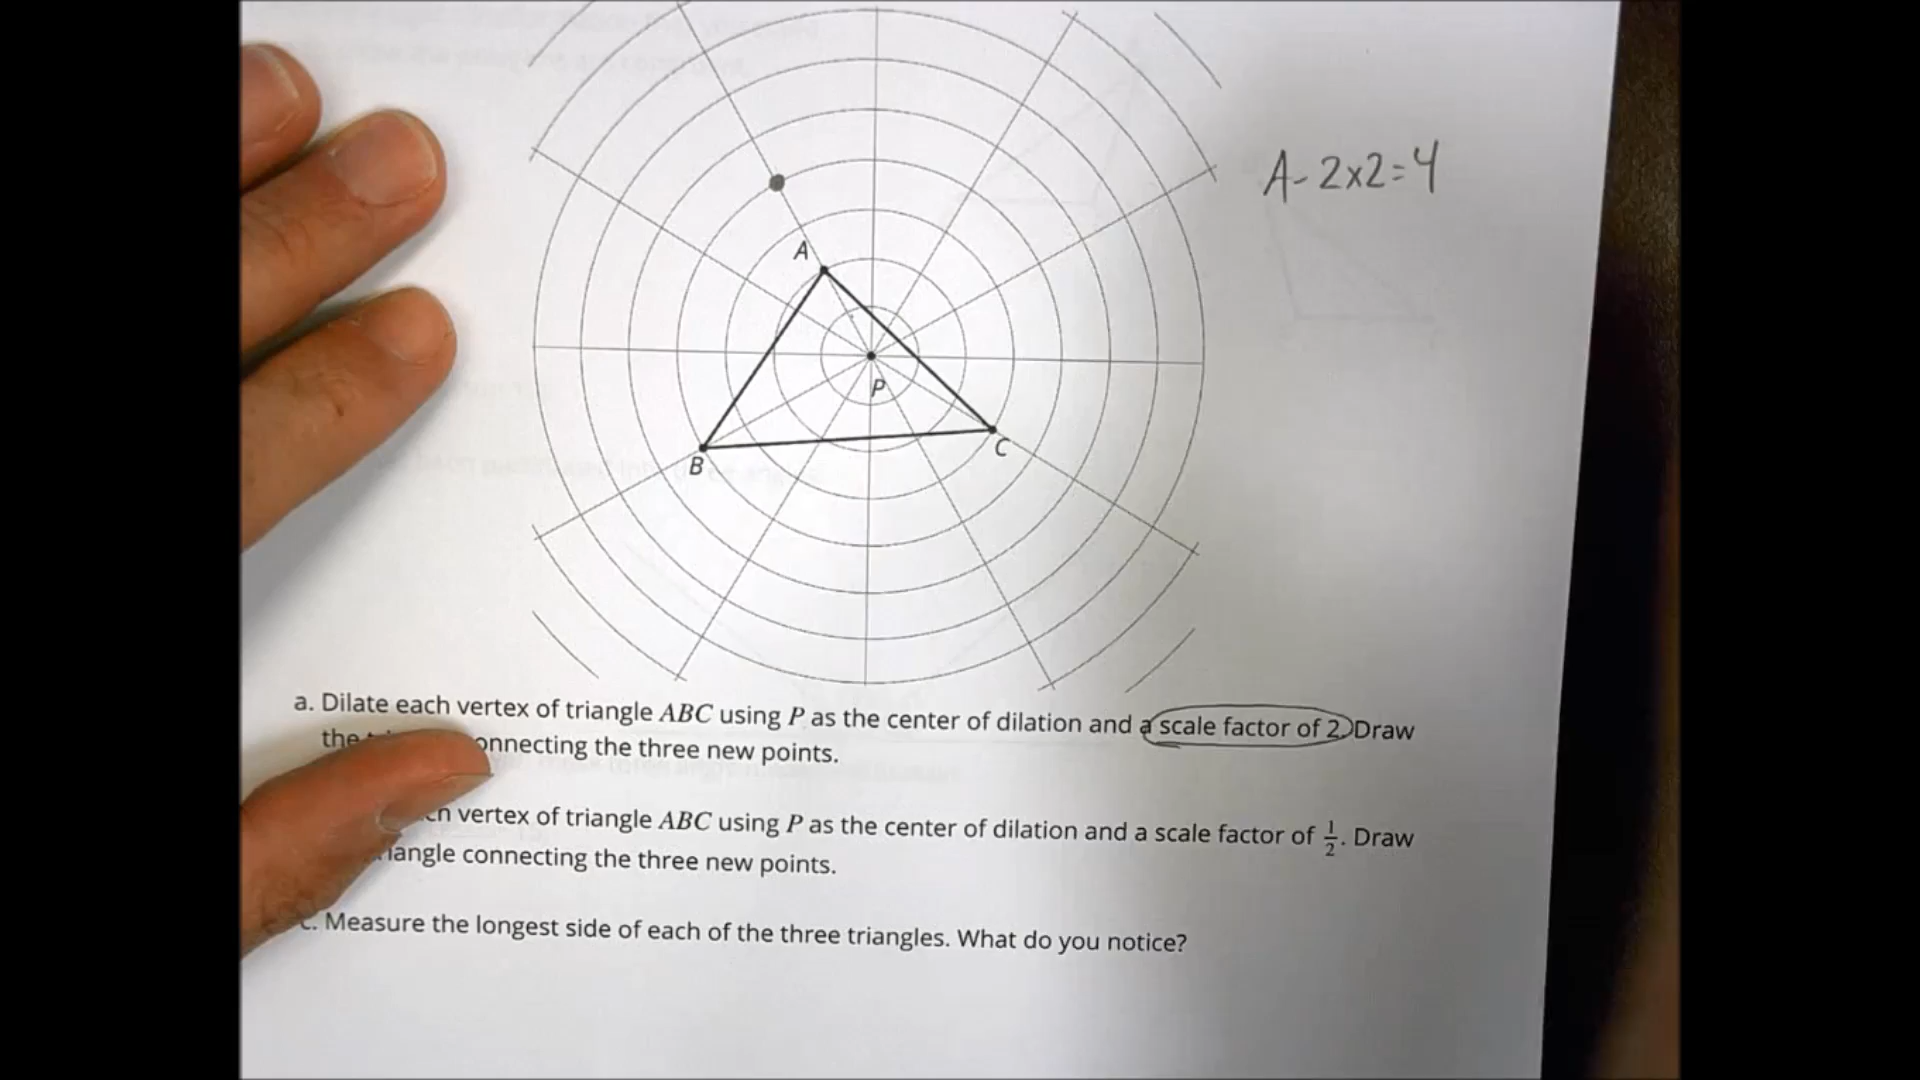 A- 2x2=4
A
P
B
C
a. Dilate each vertex of triangle ABC using P as the center of dilation and a scale factor of 2. Draw
the onnecting the three new points.
vertex of triangle ABC using P as the center of dilation and a scale factor of 1/2. Draw
iangle connecting the three new points.
c. Measure the longest side of each of the three triangles. What do you notice?